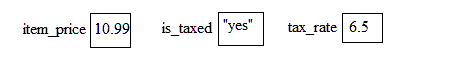 item_price 10.99 is_taxed "yes" tax_rate 6.5